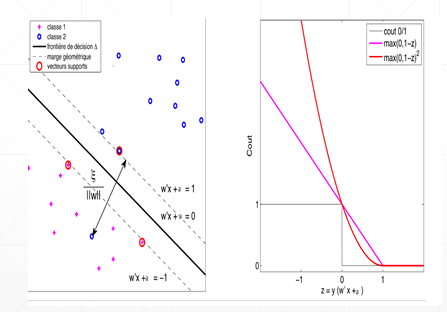 classe 1
classe 2
frontière de décision Δ
marge géométrique
vecteurs supports
ξ
||w||
w'x+a = 1
w'x+a = 0
w'x+a = −1
cout 0/1
max(0,1−z)
max(0,1−z)²
Cout
1
0
−1
0
1
z = y (w' x +a )